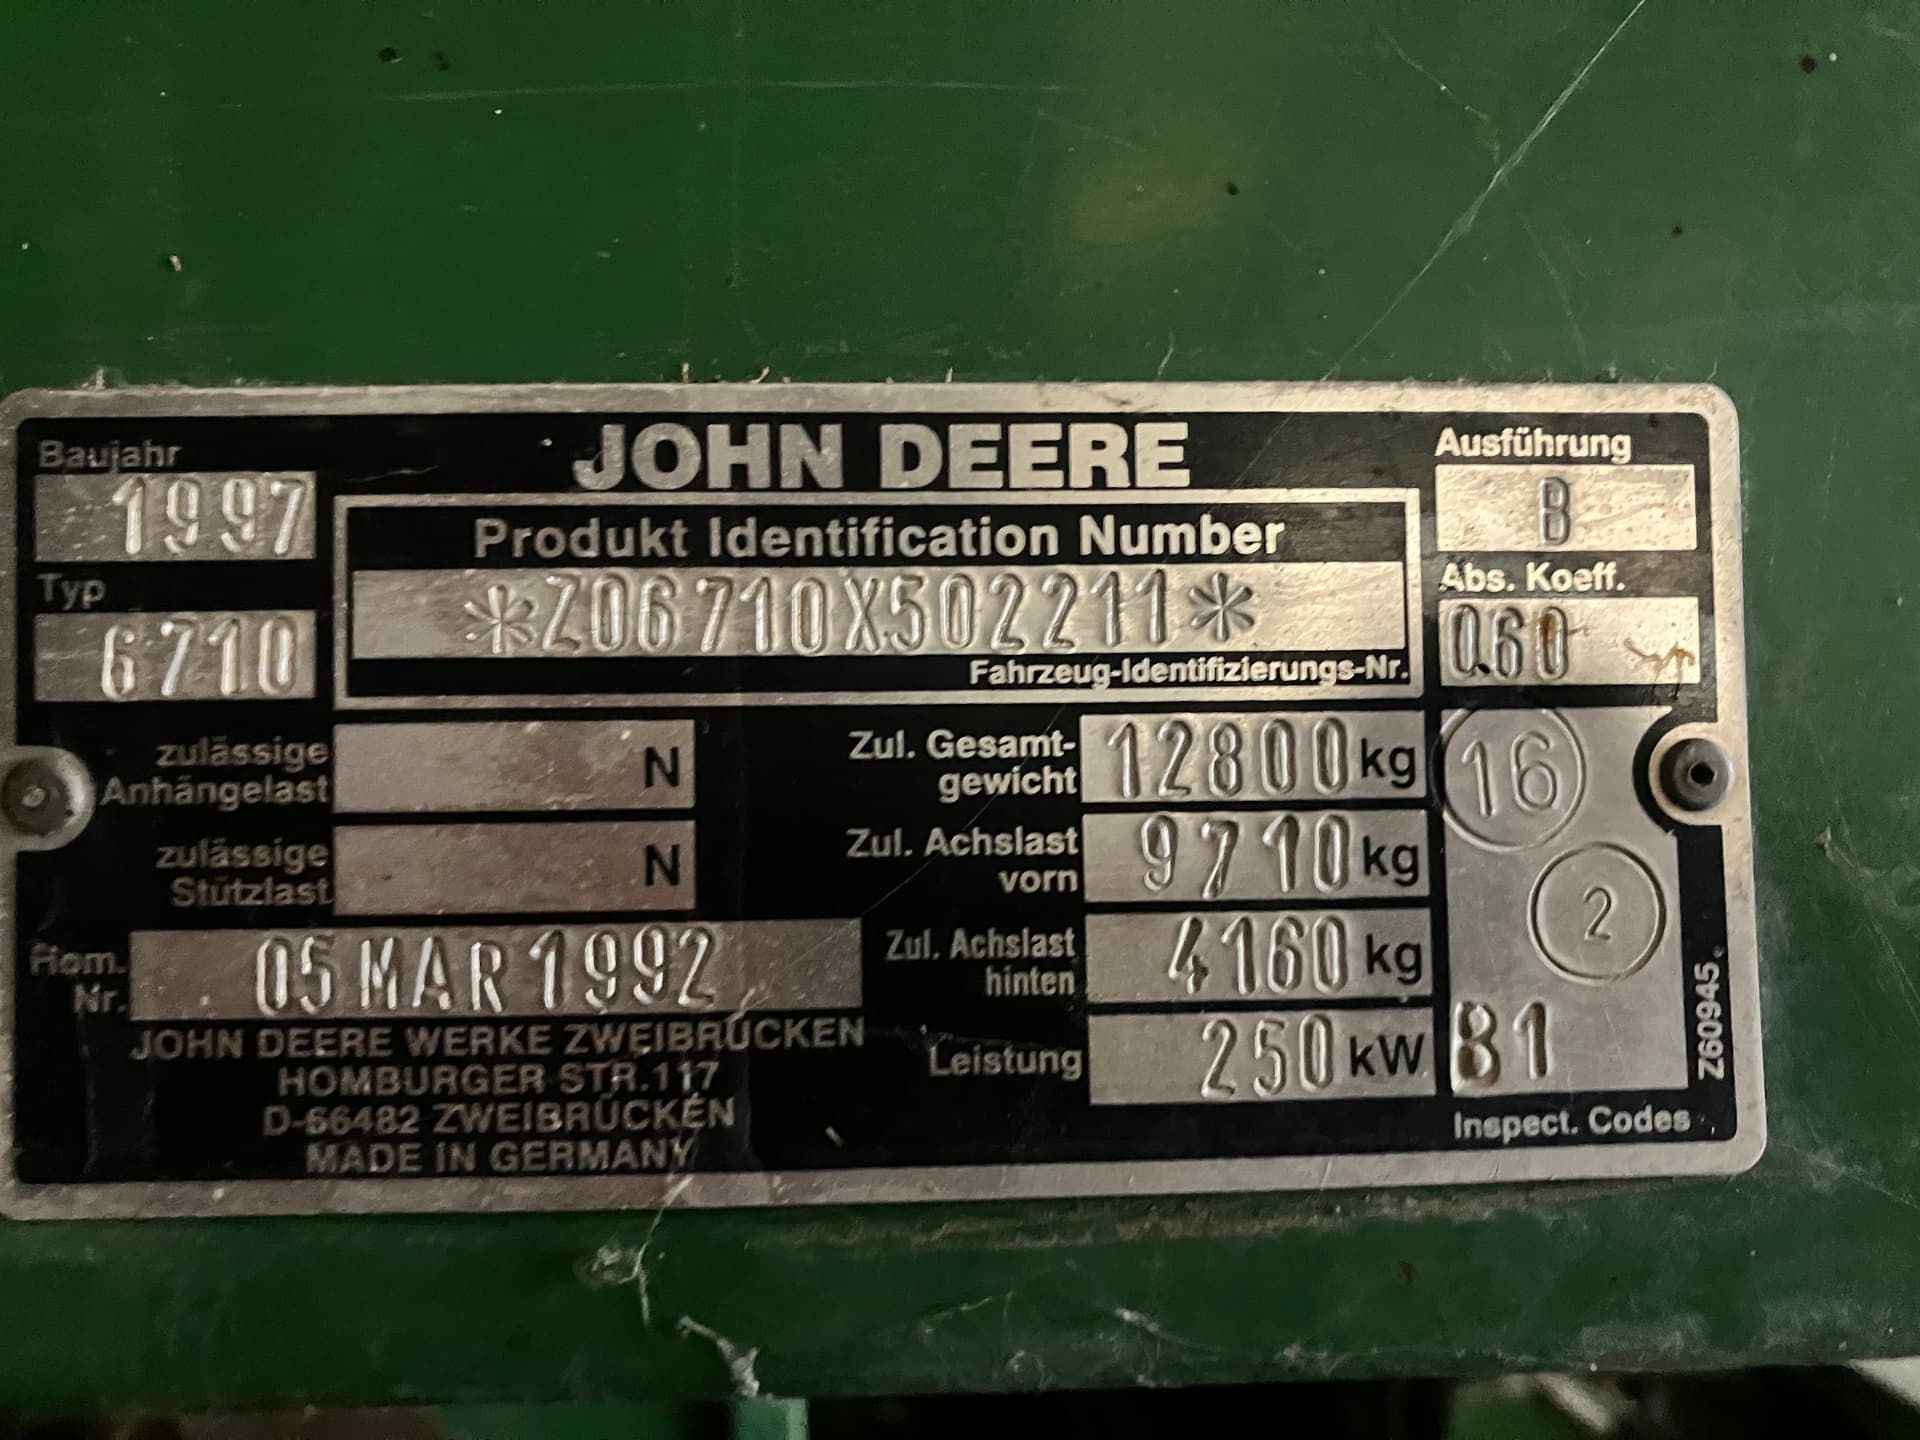 JOHN DEERE
Baujahr
1997
Typ
6710
Produkt Identification Number
*Z06710X502211*
Fahrzeug-Identifizierungs-Nr.
Ausführung
B
Abs. Koeff.
0.60
zulässige
Anhängelast
N
zulässige
Stützlast
N
Hom.
Nr.
05 MAR 1992
Zul. Gesamt-
gewicht
12800 kg
Zul. Achslast
vorn
9710 kg
Zul. Achslast
hinten
4160 kg
Leistung
250 kW
16
2
B1
Inspect. Codes
Z60945
JOHN DEERE WERKE ZWEIBRÜCKEN
HOMBURGER STR.117
D-66482 ZWEIBRÜCKEN
MADE IN GERMANY